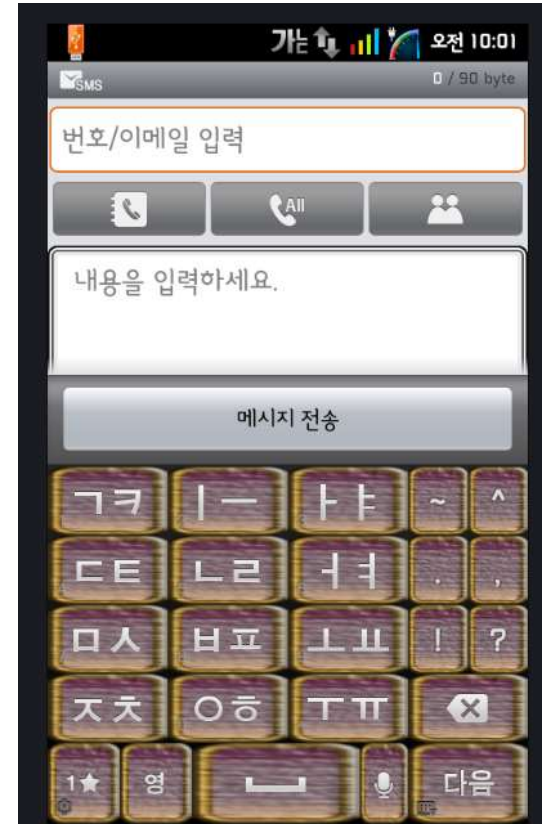 가는 오전 10:01
SMS 0 / 90 byte
번호/이메일 입력
All
내용을 입력하세요.
메시지 전송
ㄱㅋ ㅣㅡ ㅏㅑ ~ ^
ㄷㅌ ㄴㄹ ㅓㅕ . ,
ㅁㅅ ㅂㅍ ㅗㅛ ! ?
ㅈㅊ ㅇㅎ ㅜㅠ
1★ 영 다음